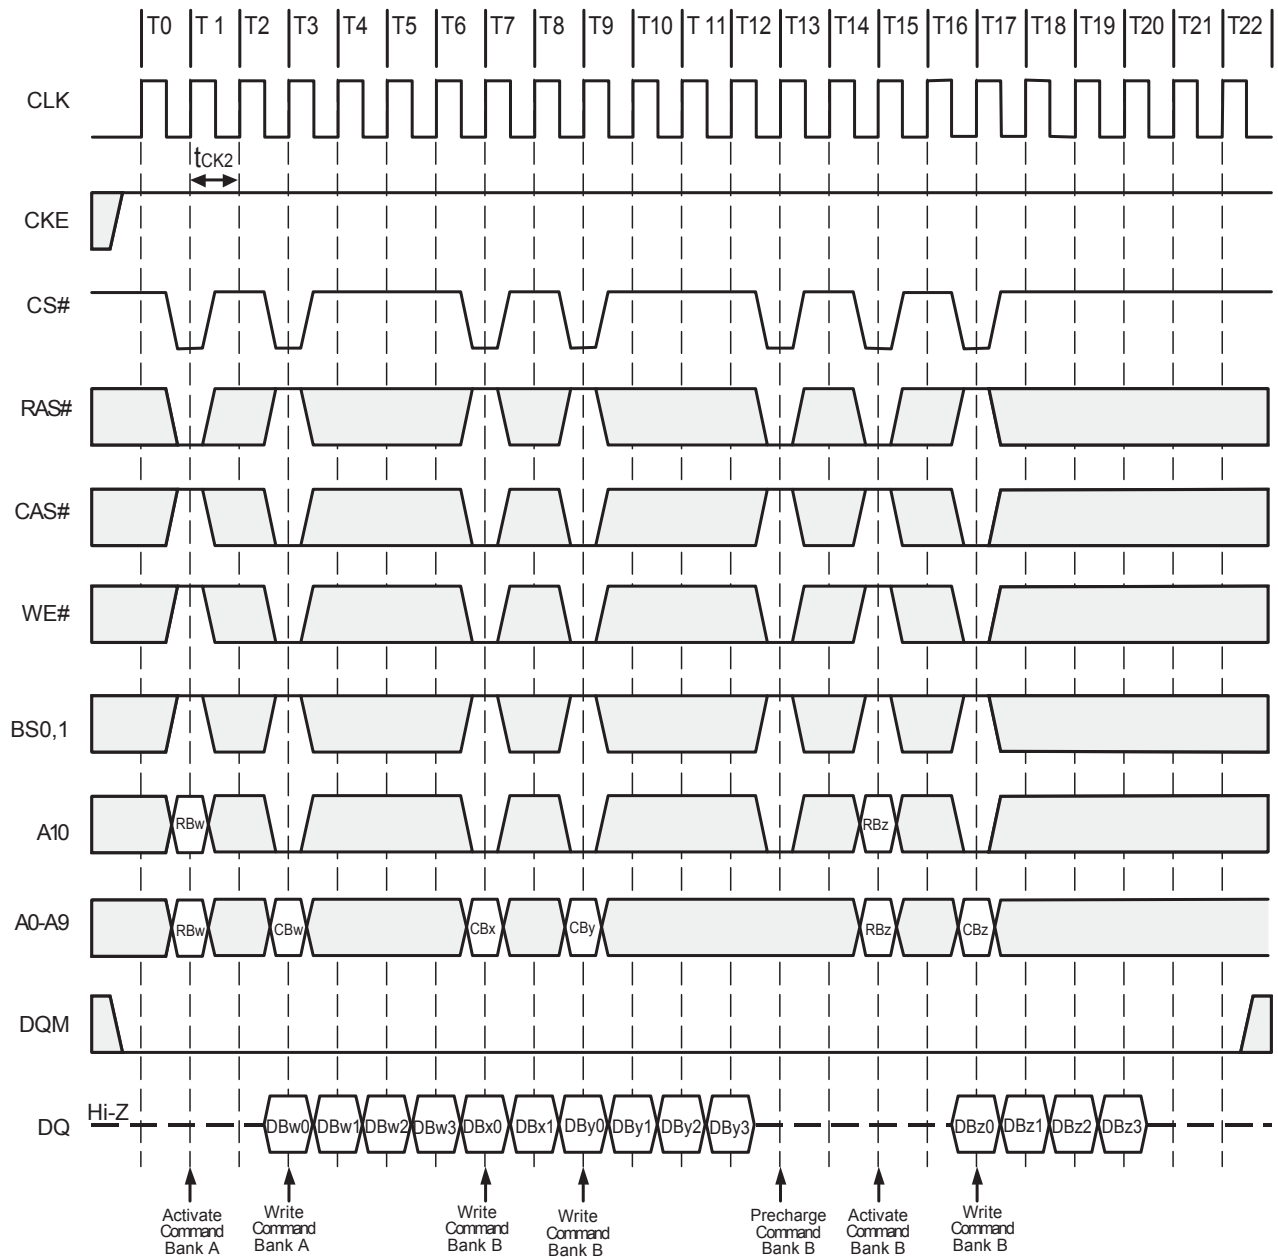 T0 T 1 T2 T3 T4 T5 T6 T7 T8 T9 T10 T 11 T12 T13 T14 T15 T16 T17 T18 T19 T20 T21 T22
CLK
tCK2
CKE
CS#
RAS#
CAS#
WE#
BS0,1
A10 RBw RBz
A0-A9 RBw CBw CBx CBy RBz CBz
DQM
DQ Hi-Z DBw0 DBw1 DBw2 DBw3 DBx0 DBx1 DBy0 DBy1 DBy2 DBy3 DBz0 DBz1 DBz2 DBz3
Activate
Command
Bank A
Write
Command
Bank A
Write
Command
Bank B
Write
Command
Bank B
Precharge
Command
Bank B
Activate
Command
Bank B
Write
Command
Bank B